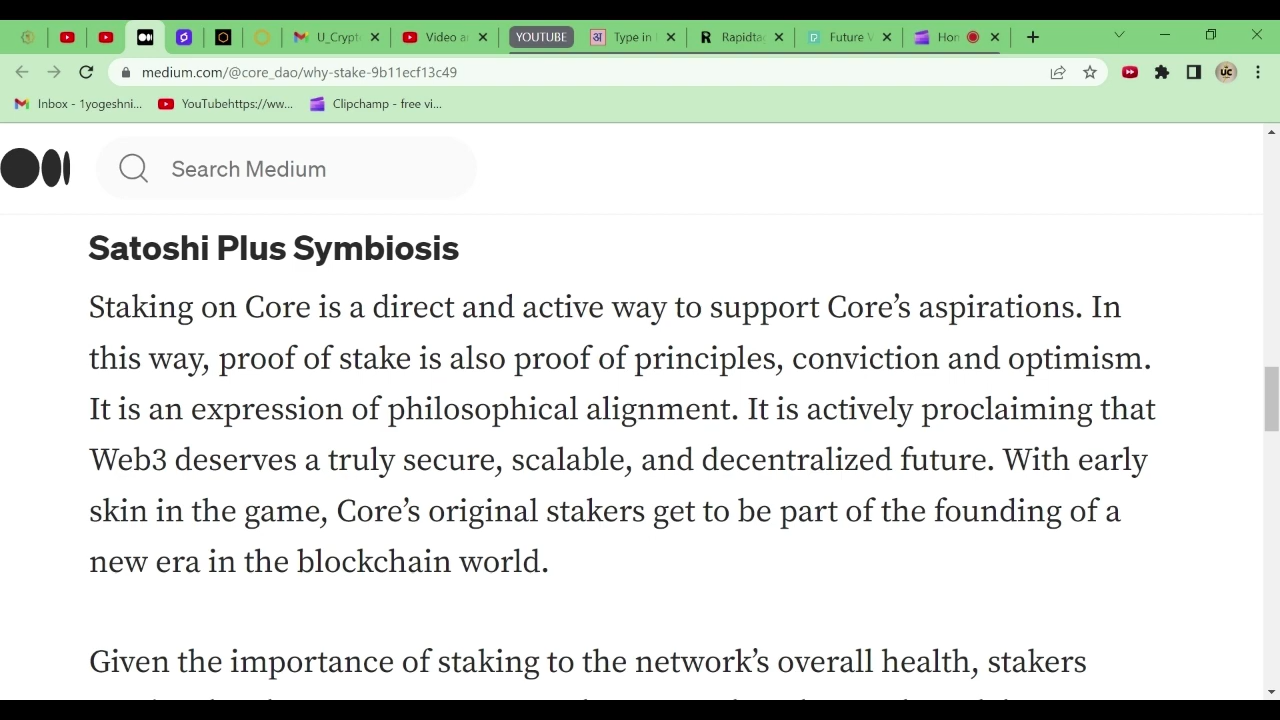 U_Crypt
Video a
YOUTUBE
Type in
Rapidta
Future V
Hon
medium.com/@core_dao/why-stake-9b11ecf13c49
UC
Inbox - 1yogeshni...
YouTubehttps://ww...
Clipchamp - free vi...
Search Medium
Satoshi Plus Symbiosis
Staking on Core is a direct and active way to support Core’s aspirations. In
this way, proof of stake is also proof of principles, conviction and optimism.
It is an expression of philosophical alignment. It is actively proclaiming that
Web3 deserves a truly secure, scalable, and decentralized future. With early
skin in the game, Core’s original stakers get to be part of the founding of a
new era in the blockchain world.
Given the importance of staking to the network’s overall health, stakers